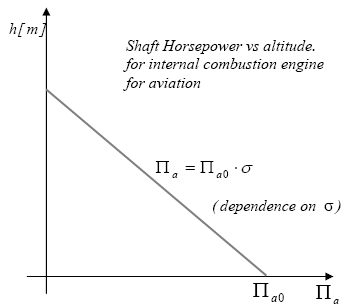 h[m]
Shaft Horsepower vs altitude.
for internal combustion engine
for aviation
Πₐ = Πₐ₀ · σ
(dependence on σ)
Πₐ₀
Πₐ